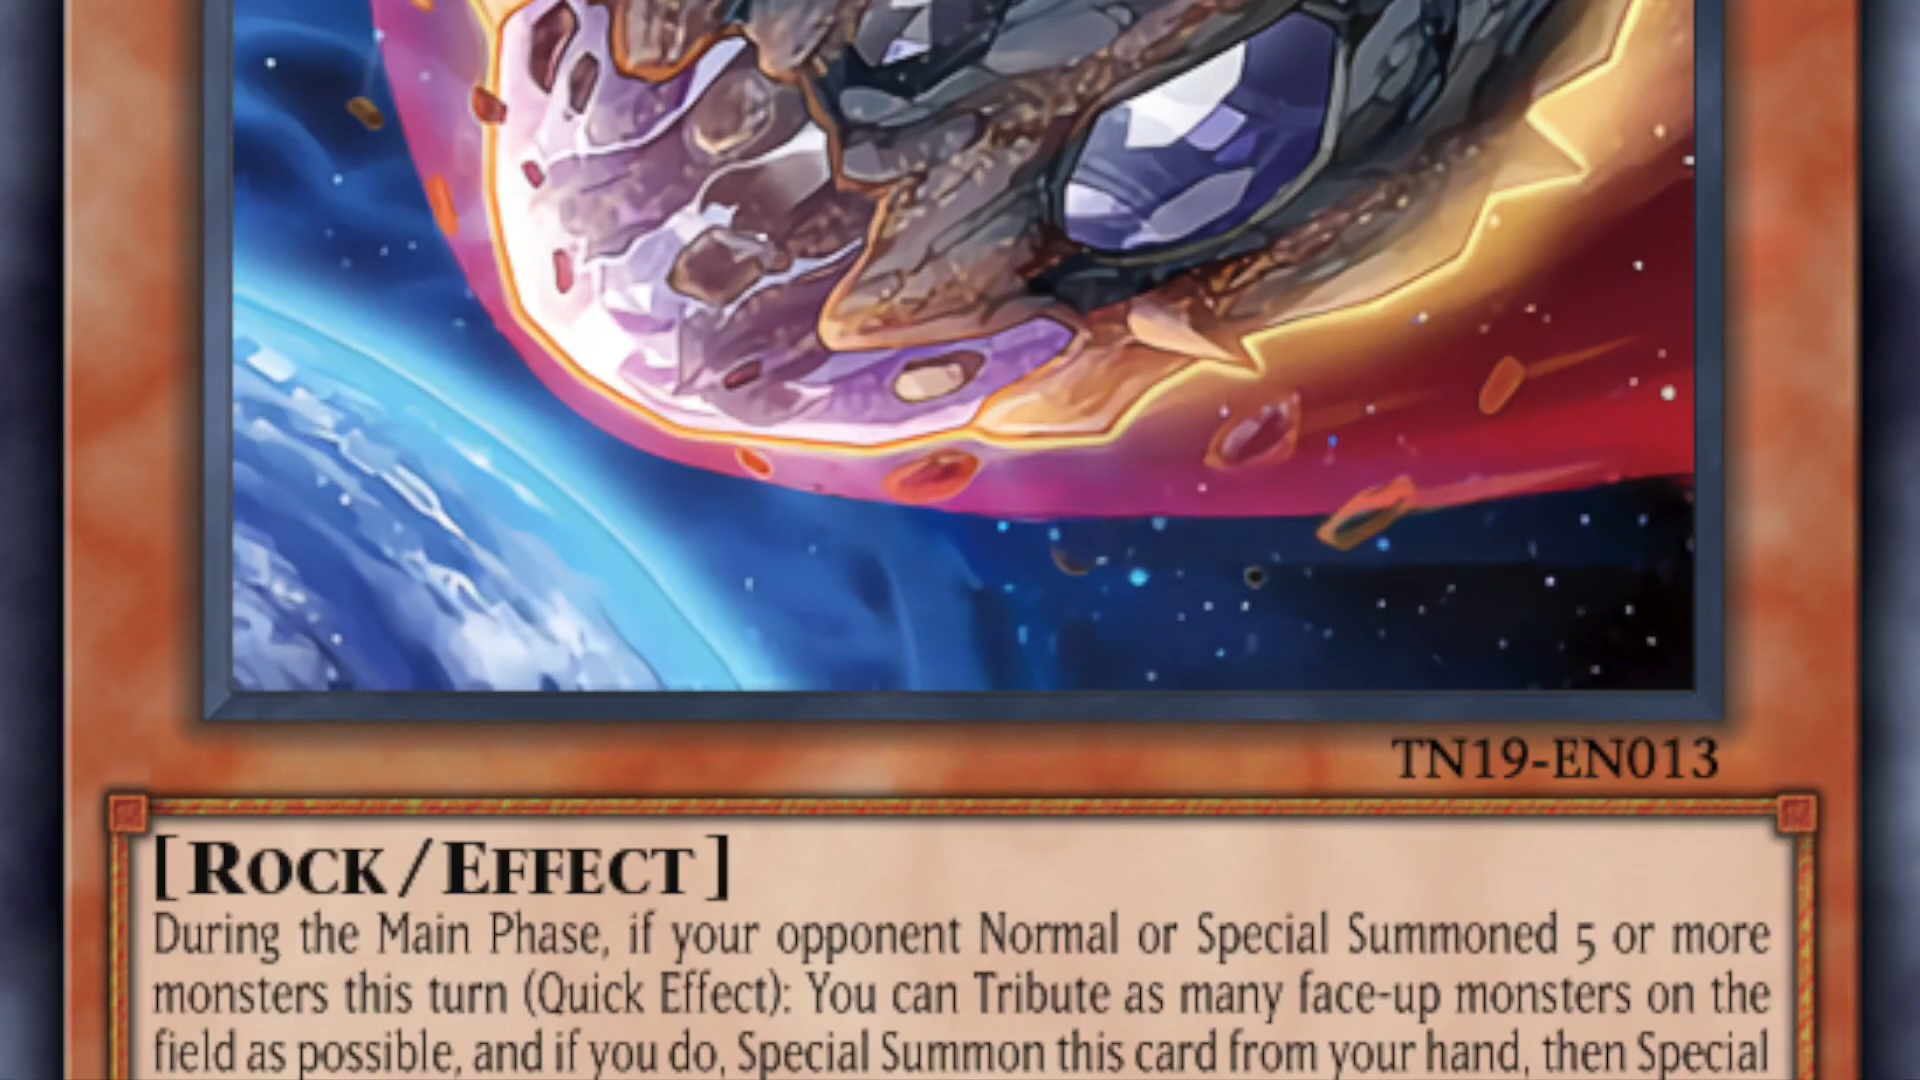 TN19-EN013
[ROCK/EFFECT]
During the Main Phase, if your opponent Normal or Special Summoned 5 or more
monsters this turn (Quick Effect): You can Tribute as many face-up monsters on the
field as possible, and if you do, Special Summon this card from your hand, then Special